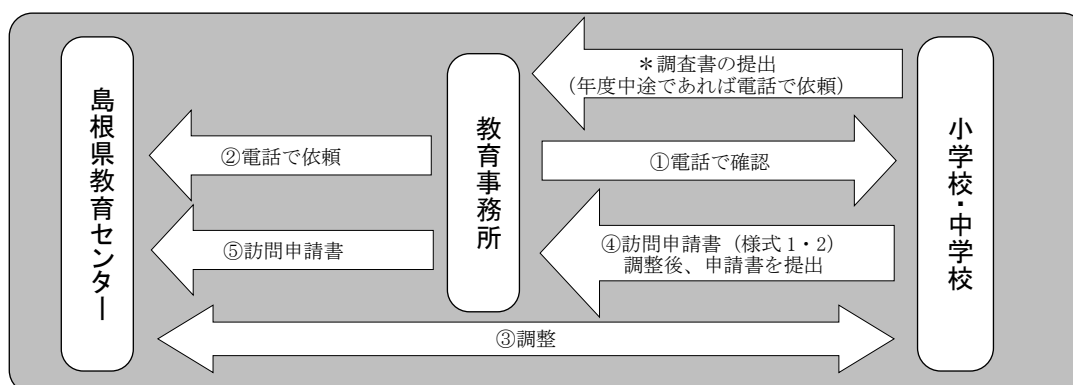 島根県教育センター
教育事務所
小学校・中学校
＊調査書の提出
（年度中途であれば電話で依頼）
②電話で依頼
①電話で確認
⑤訪問申請書
④訪問申請書（様式１・２）
調整後、申請書を提出
③調整